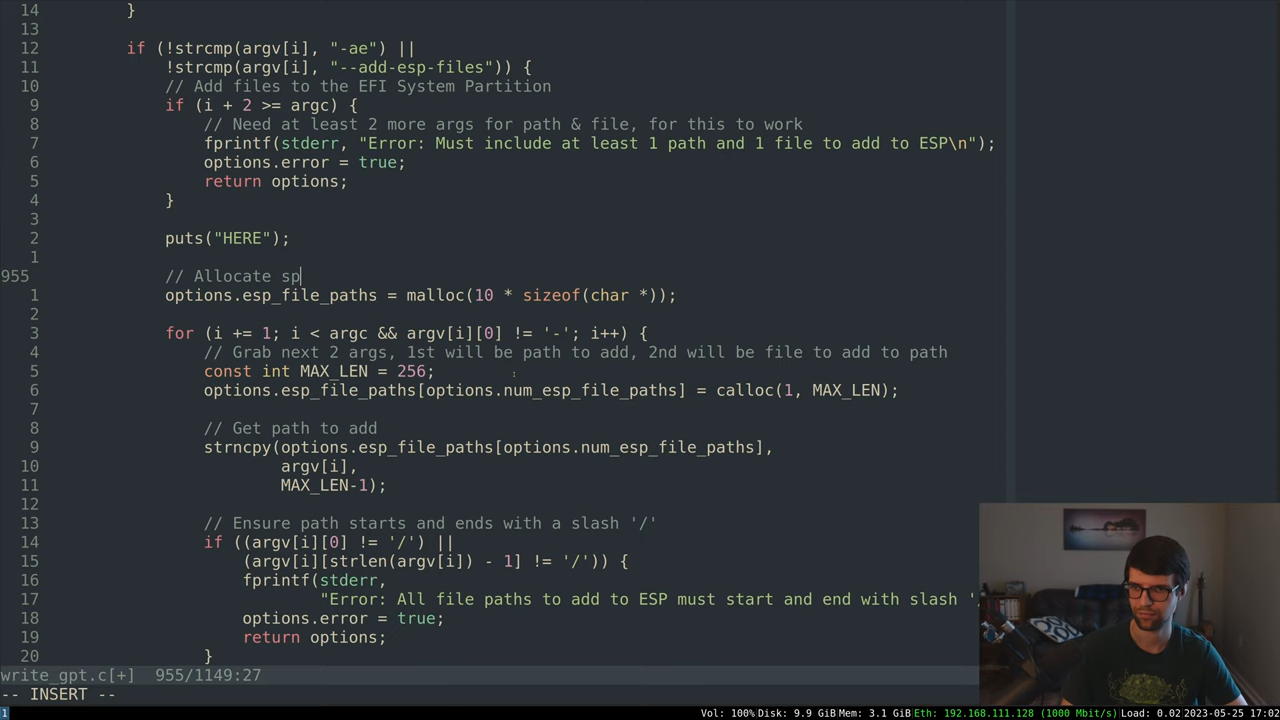 14         }
13
12         if (!strcmp(argv[i], "-ae") ||
11             !strcmp(argv[i], "--add-esp-files")) {
10             // Add files to the EFI System Partition
9             if (i + 2 >= argc) {
8                 // Need at least 2 more args for path & file, for this to work
7                 fprintf(stderr, "Error: Must include at least 1 path and 1 file to add to ESP\n");
6                 options.error = true;
5                 return options;
4             }
3
2             puts("HERE");
1
955             // Allocate sp
1             options.esp_file_paths = malloc(10 * sizeof(char *));
2
3             for (i += 1; i < argc && argv[i][0] != '-'; i++) {
4                 // Grab next 2 args, 1st will be path to add, 2nd will be file to add to path
5                 const int MAX_LEN = 256;
6                 options.esp_file_paths[options.num_esp_file_paths] = calloc(1, MAX_LEN);
7
8                 // Get path to add
9                 strncpy(options.esp_file_paths[options.num_esp_file_paths],
10                         argv[i],
11                         MAX_LEN-1);
12
13                 // Ensure path starts and ends with a slash '/'
14                 if ((argv[i][0] != '/') ||
15                     (argv[i][strlen(argv[i]) - 1] != '/')) {
16                     fprintf(stderr,
17                             "Error: All file paths to add to ESP must start and end with slash '/
18                     options.error = true;
19                     return options;
20                 }
write_gpt.c[+]  955/1149:27
-- INSERT --
1 Vol: 100% Disk: 9.9 GiB Mem: 3.1 GiB Eth: 192.168.111.128 (1000 Mbit/s) Load: 0.02 2023-05-25 17:02